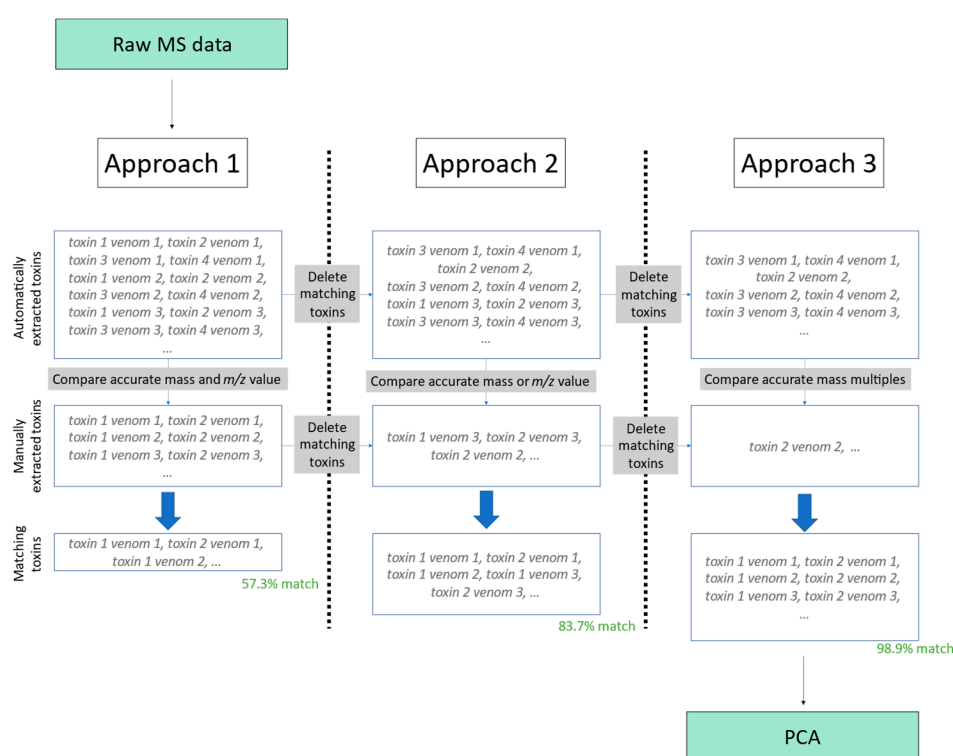 Raw MS data
Approach 1
Approach 2
Approach 3
Automatically
extracted toxins
toxin 1 venom 1, toxin 2 venom 1,
toxin 3 venom 1, toxin 4 venom 1,
toxin 1 venom 2, toxin 2 venom 2,
toxin 3 venom 2, toxin 4 venom 2,
toxin 1 venom 3, toxin 2 venom 3,
toxin 3 venom 3, toxin 4 venom 3,
...
Delete
matching
toxins
toxin 3 venom 1, toxin 4 venom 1,
toxin 2 venom 2,
toxin 3 venom 2, toxin 4 venom 2,
toxin 1 venom 3, toxin 2 venom 3,
toxin 3 venom 3, toxin 4 venom 3,
...
Delete
matching
toxins
toxin 3 venom 1, toxin 4 venom 1,
toxin 2 venom 2,
toxin 3 venom 2, toxin 4 venom 2,
toxin 3 venom 3, toxin 4 venom 3,
...
Compare accurate mass and m/z value
Compare accurate mass or m/z value
Compare accurate mass multiples
Manually
extracted toxins
toxin 1 venom 1, toxin 2 venom 1,
toxin 1 venom 2, toxin 2 venom 2,
toxin 1 venom 3, toxin 2 venom 3,
...
Delete
matching
toxins
toxin 1 venom 3, toxin 2 venom 3,
toxin 2 venom 2, ...
Delete
matching
toxins
toxin 2 venom 2, ...
Matching
toxins
toxin 1 venom 1, toxin 2 venom 1,
toxin 1 venom 2, ...
57.3% match
toxin 1 venom 1, toxin 2 venom 1,
toxin 1 venom 2, toxin 1 venom 3,
toxin 2 venom 3, ...
83.7% match
toxin 1 venom 1, toxin 2 venom 1,
toxin 1 venom 2, toxin 2 venom 2,
toxin 1 venom 3, toxin 2 venom 3,
...
98.9% match
PCA